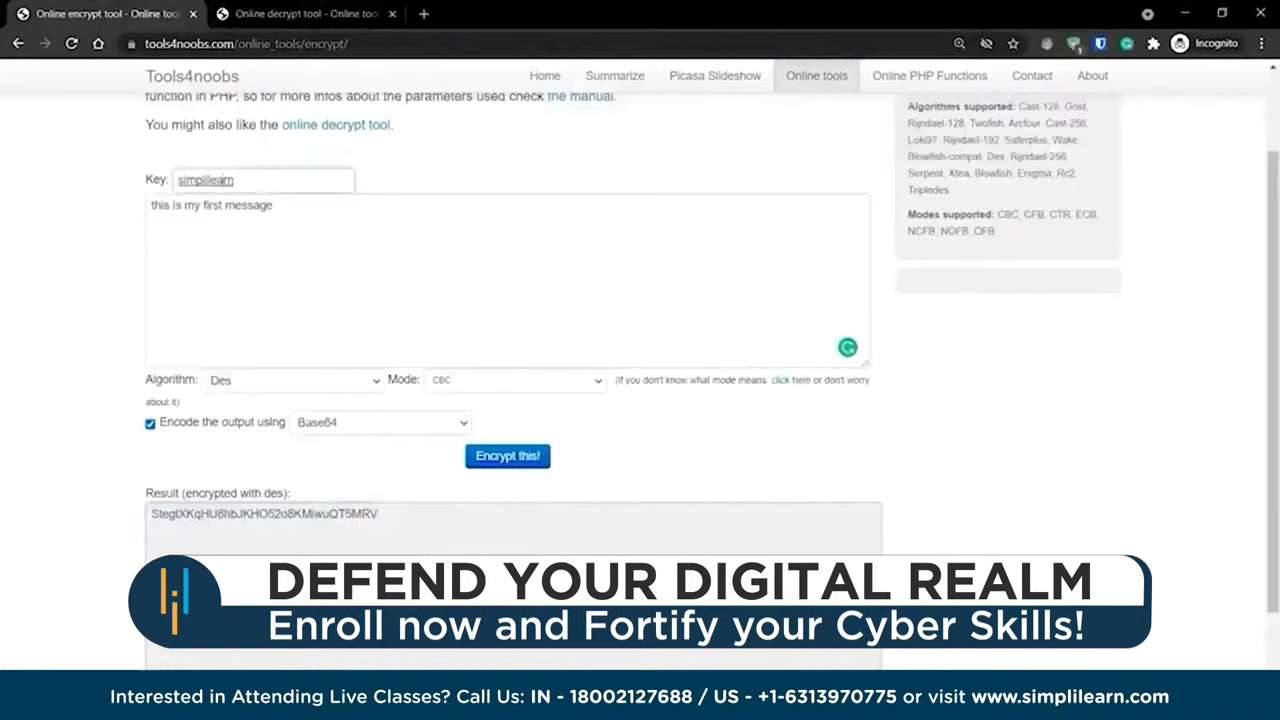 Online encrypt tool - Online too
Online decrypt tool - Online too
tools4noobs.com/online_tools/encrypt/
Incognito
Tools4noobs
Home
Summarize
Picasa Slideshow
Online tools
Online PHP Functions
Contact
About
function in PHP, so for more infos about the parameters used check the manual.
You might also like the online decrypt tool.
Key: simplilearn
this is my first message
Algorithm: Des
Mode: CBC
(if you don't know what mode means, click here or don't worry
about it)
Encode the output using Base64
Encrypt this!
Result (encrypted with des):
Algorithms supported: Cast-128, Gost,
Rijndael-128, Twofish, Arcfour, Cast-256,
Loki97, Rijndael-192, Saferplus, Wake,
Blowfish-compat, Des, Rijndael-256,
Serpent, Xtea, Blowfish, Enigma, Rc2,
Tripledes
Modes supported: CBC, CFB, CTR, ECB,
NCFB, NOFB, OFB
DEFEND YOUR DIGITAL REALM
Enroll now and Fortify your Cyber Skills!
Interested in Attending Live Classes? Call Us: IN - 18002127688 / US - +1-6313970775 or visit www.simplilearn.com